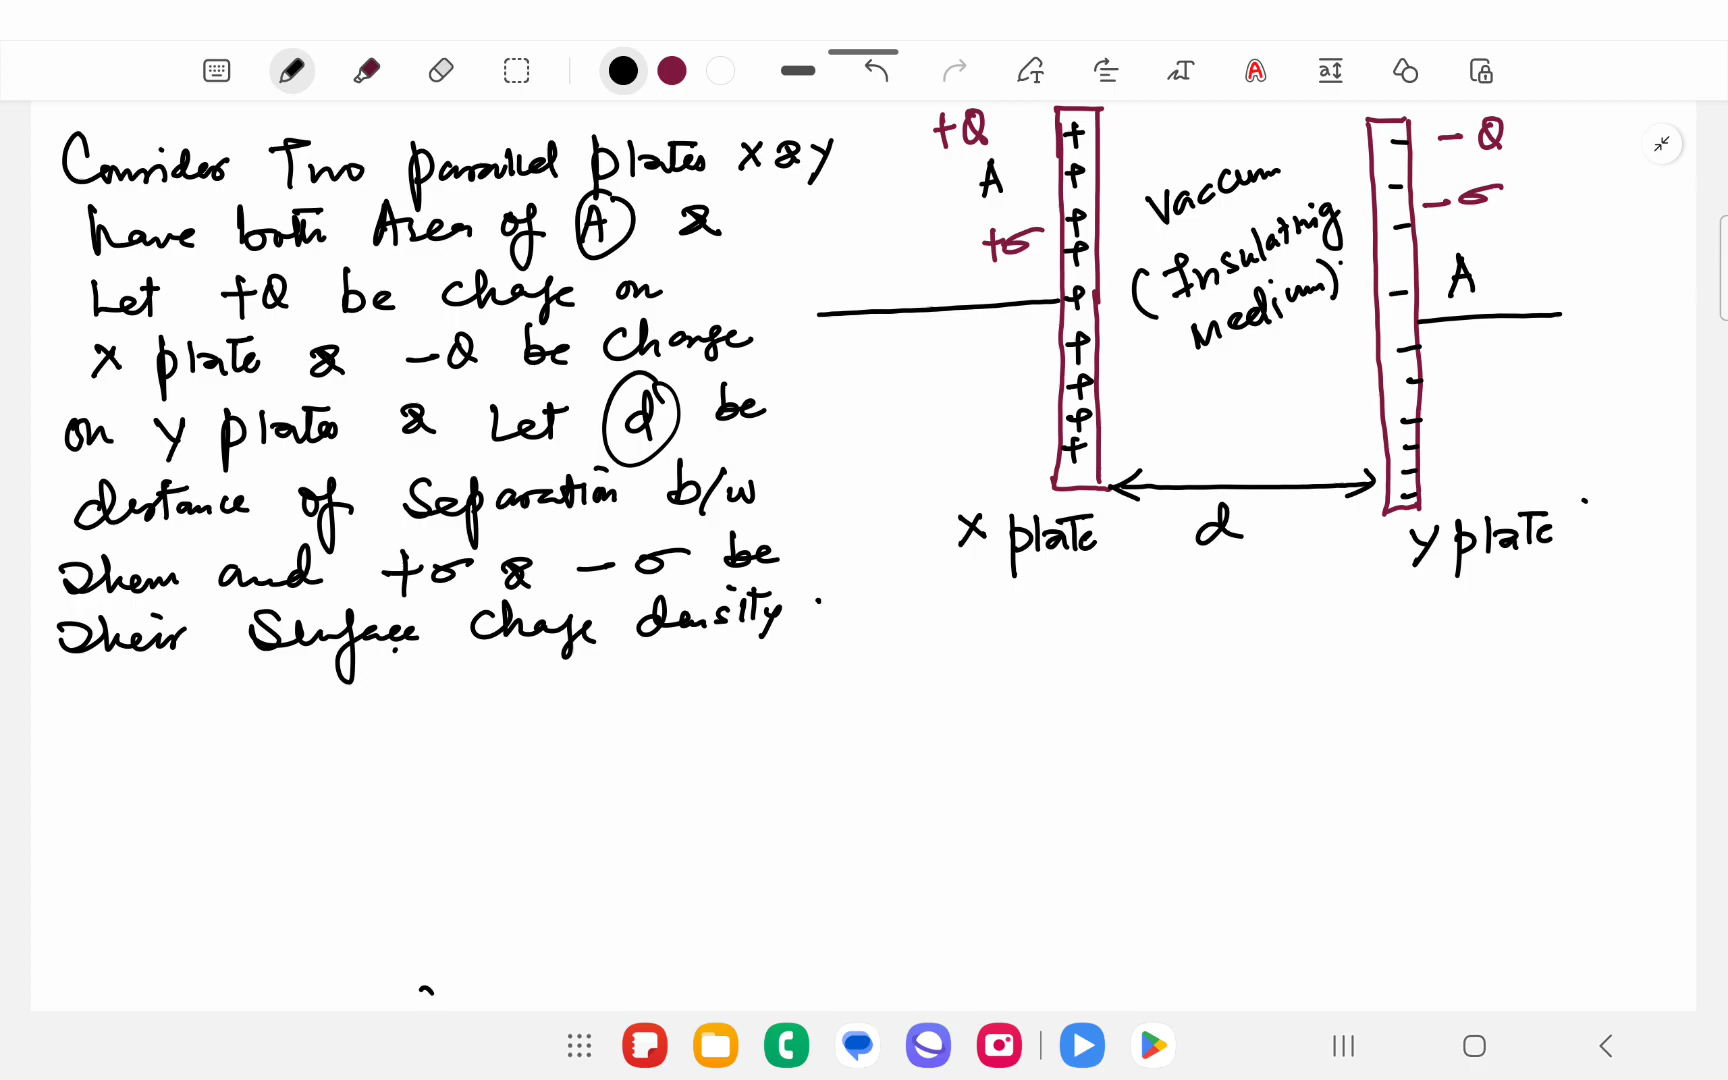 Consider Two parallel plates X & Y
have both Area of A &
Let +Q be charge on
X plate & -Q be charge
on Y plates & Let d be
distance of Separation b/w
them and +σ & -σ be
their Surface charge density.
+Q
A
+σ
Vaccum
(Insulating
medium)
-Q
-σ
A
X plate
d
Y plate